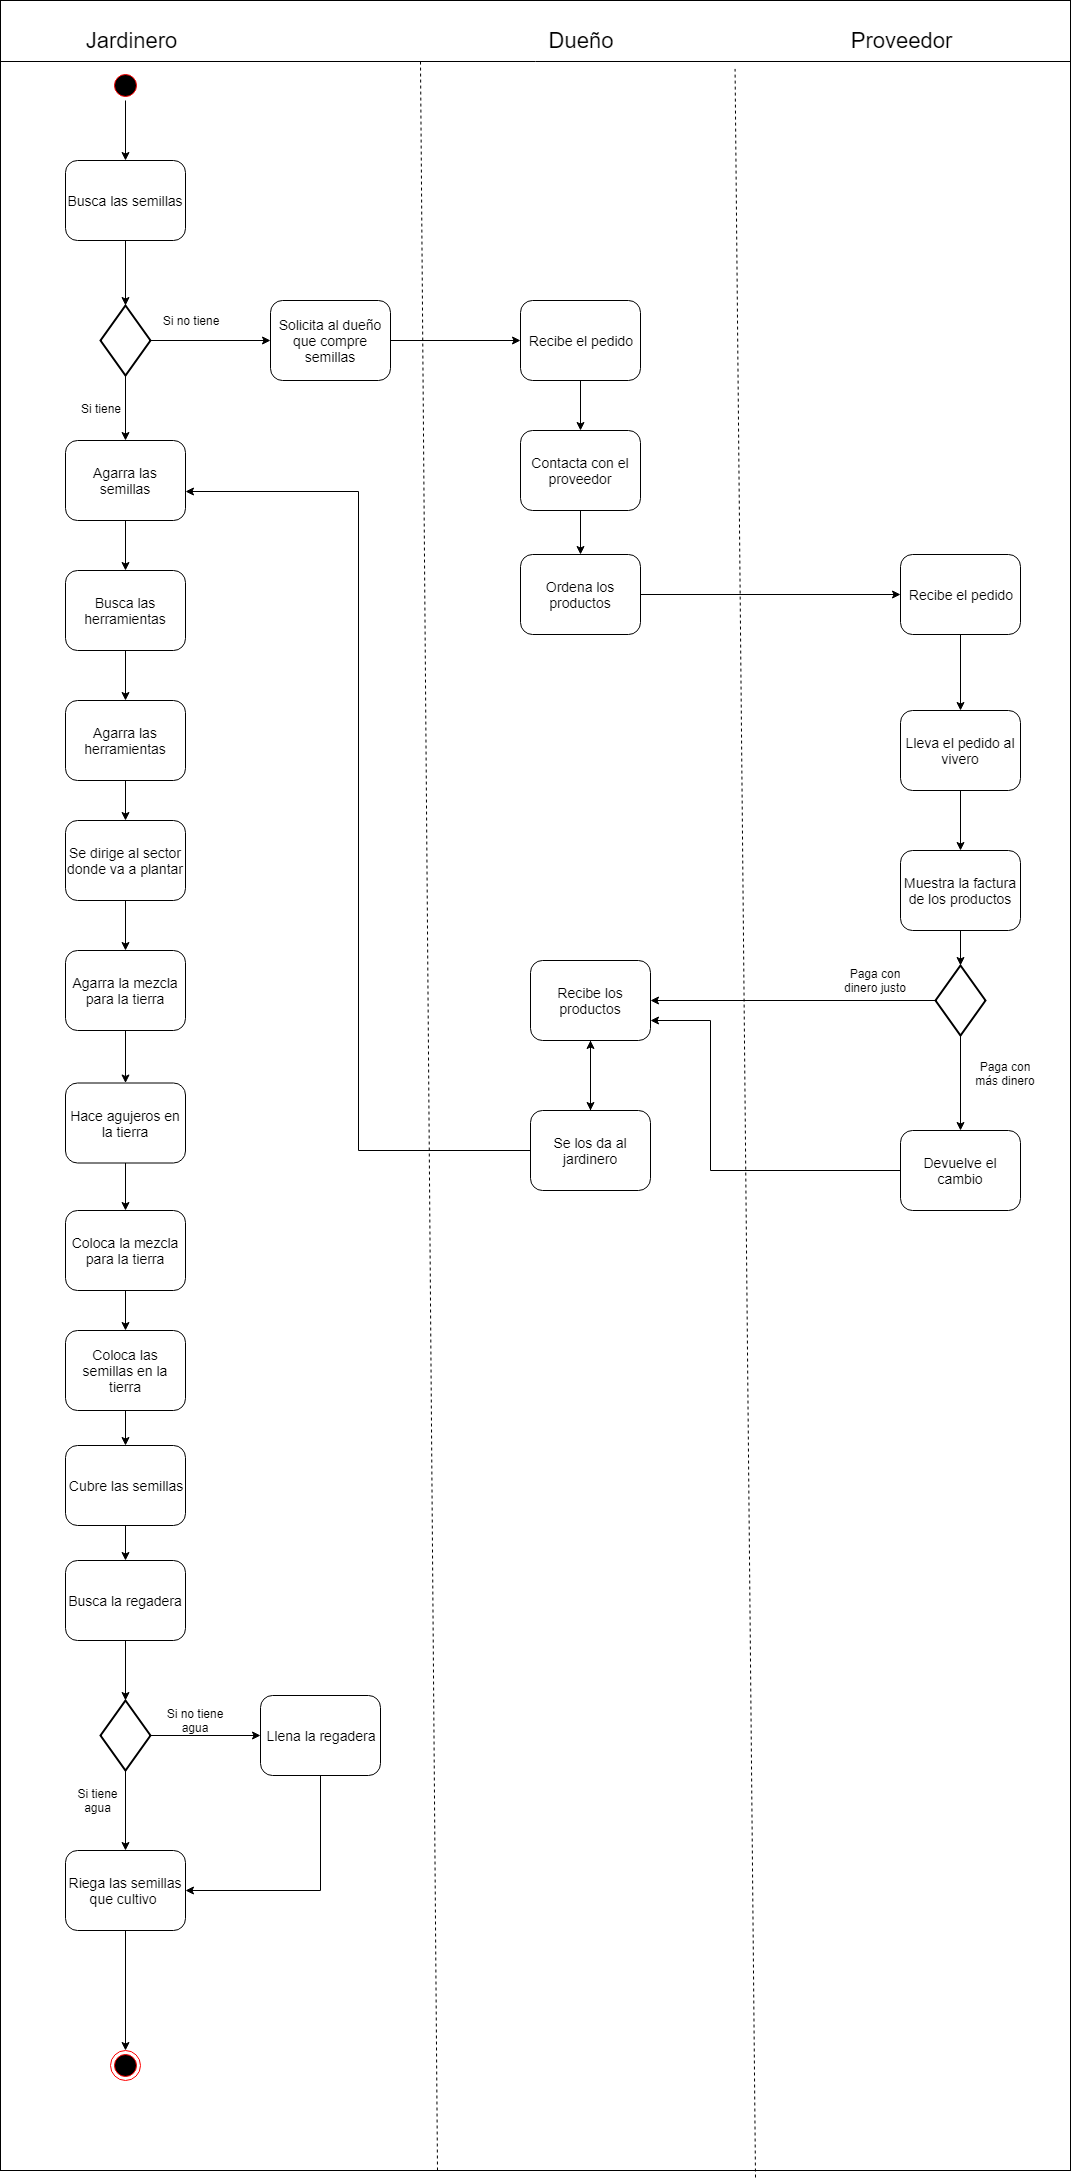 Jardinero
Dueño
Proveedor
Busca las semillas
Si no tiene
Solicita al dueño
que compre
semillas
Recibe el pedido
Si tiene
Agarra las
semillas
Contacta con el
proveedor
Busca las
herramientas
Ordena los
productos
Recibe el pedido
Agarra las
herramientas
Lleva el pedido al
vivero
Se dirige al sector
donde va a plantar
Muestra la factura
de los productos
Agarra la mezcla
para la tierra
Recibe los
productos
Paga con
dinero justo
Paga con
más dinero
Hace agujeros en
la tierra
Se los da al
jardinero
Devuelve el
cambio
Coloca la mezcla
para la tierra
Coloca las
semillas en la
tierra
Cubre las semillas
Busca la regadera
Si no tiene
agua
Llena la regadera
Si tiene
agua
Riega las semillas
que cultivo